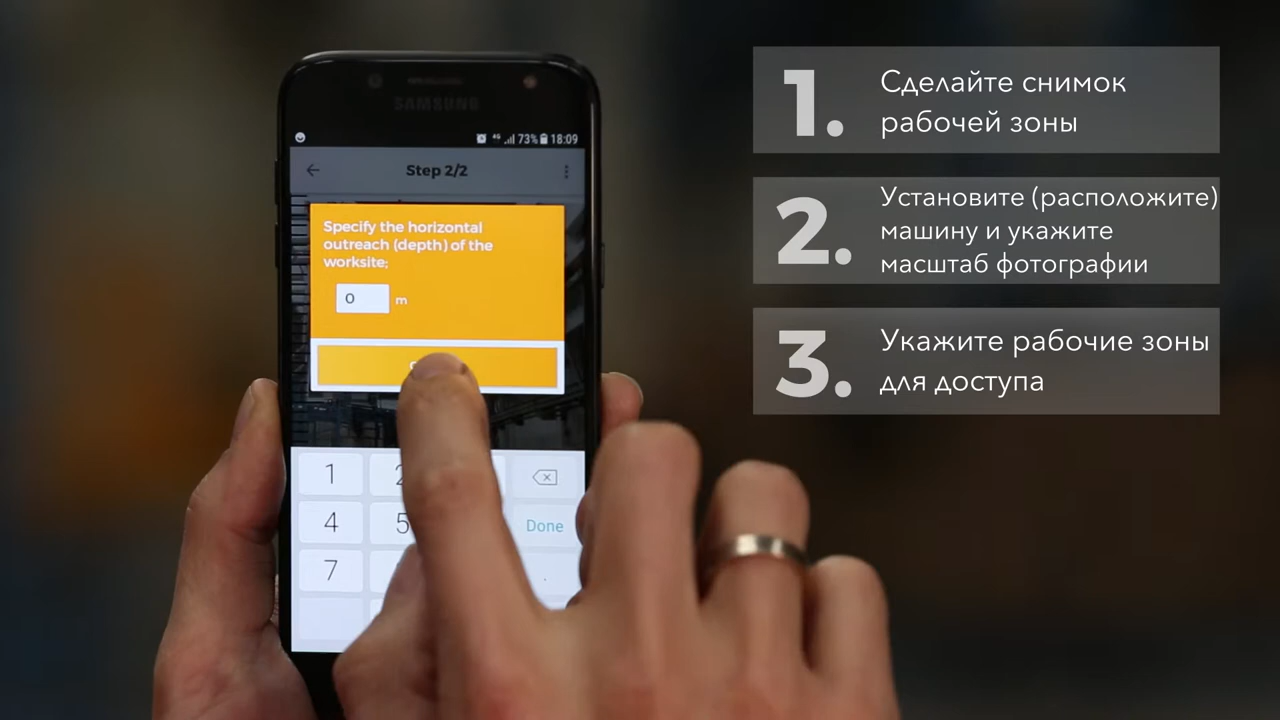 SAMSUNG
4G 73% 18:09
Step 2/2
Specify the horizontal
outreach (depth) of the
worksite;
0 m
1
4 5 Done
7 .
1. Сделайте снимок
рабочей зоны
2. Установите (расположите)
машину и укажите
масштаб фотографии
3. Укажите рабочие зоны
для доступа